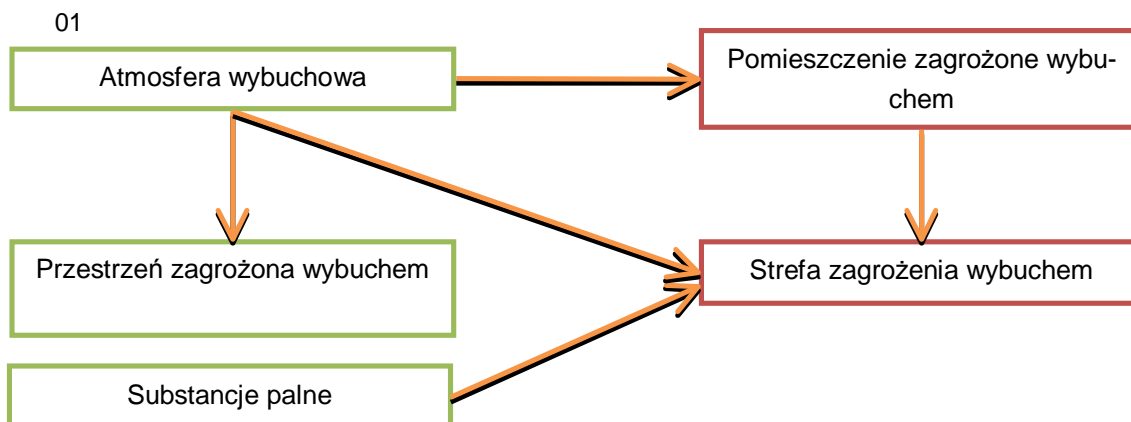 01
Atmosfera wybuchowa
Pomieszczenie zagrożone wybu-
chem
Przestrzeń zagrożona wybuchem
Strefa zagrożenia wybuchem
Substancje palne